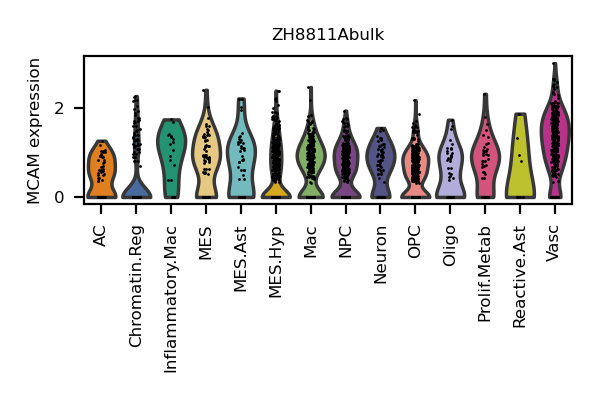 ZH8811Abulk
MCAM expression
2
0
AC
Chromatin.Reg
Inflammatory.Mac
MES
MES.Ast
MES.Hyp
Mac
NPC
Neuron
OPC
Oligo
Prolif.Metab
Reactive.Ast
Vasc